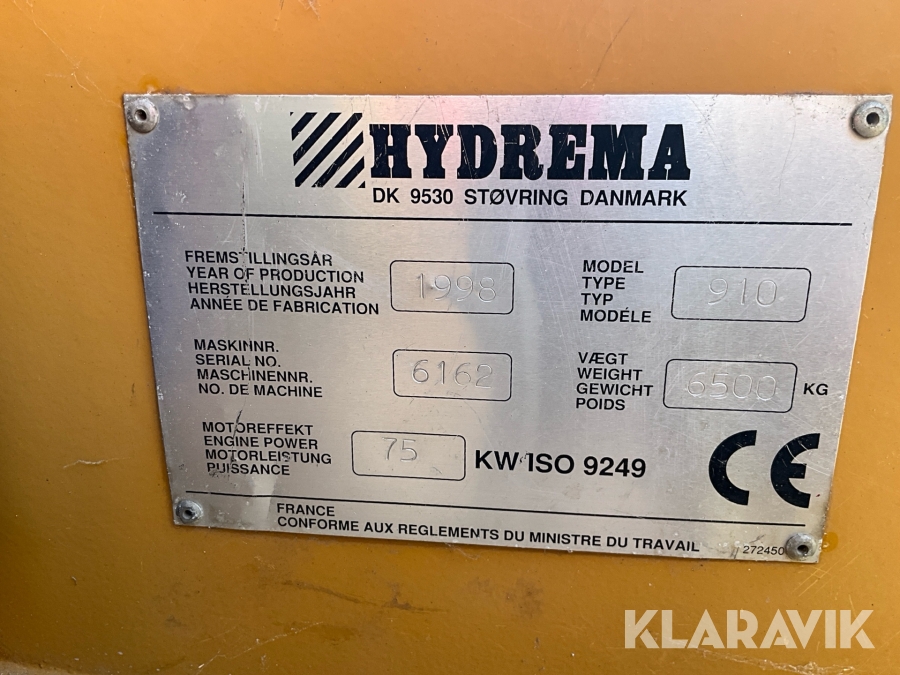 HYDREMA
DK 9530 STØVRING DANMARK
FREMSTILLINGSÅR
YEAR OF PRODUCTION
HERSTELLUNGSJAHR
ANNÉE DE FABRICATION
1998
MODEL
TYPE
TYP
MODÉLE
910
MASKINNR.
SERIAL NO.
MASCHINENNR.
NO. DE MACHINE
6162
VÆGT
WEIGHT
GEWICHT
POIDS
6500 KG
MOTOREFFEKT
ENGINE POWER
MOTORLEISTUNG
PUISSANCE
75 KW ISO 9249
CE
FRANCE
CONFORME AUX REGLEMENTS DU MINISTRE DU TRAVAIL
272450
KLARAVIK